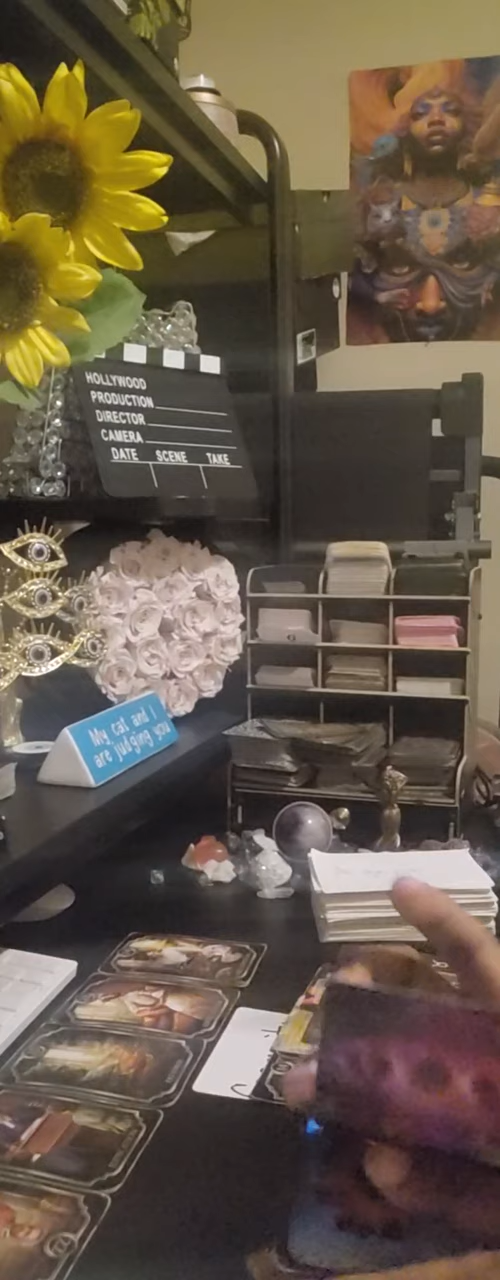 HOLLYWOOD
PRODUCTION
DIRECTOR
CAMERA
DATE SCENE TAKE
My cat and I
are judging you